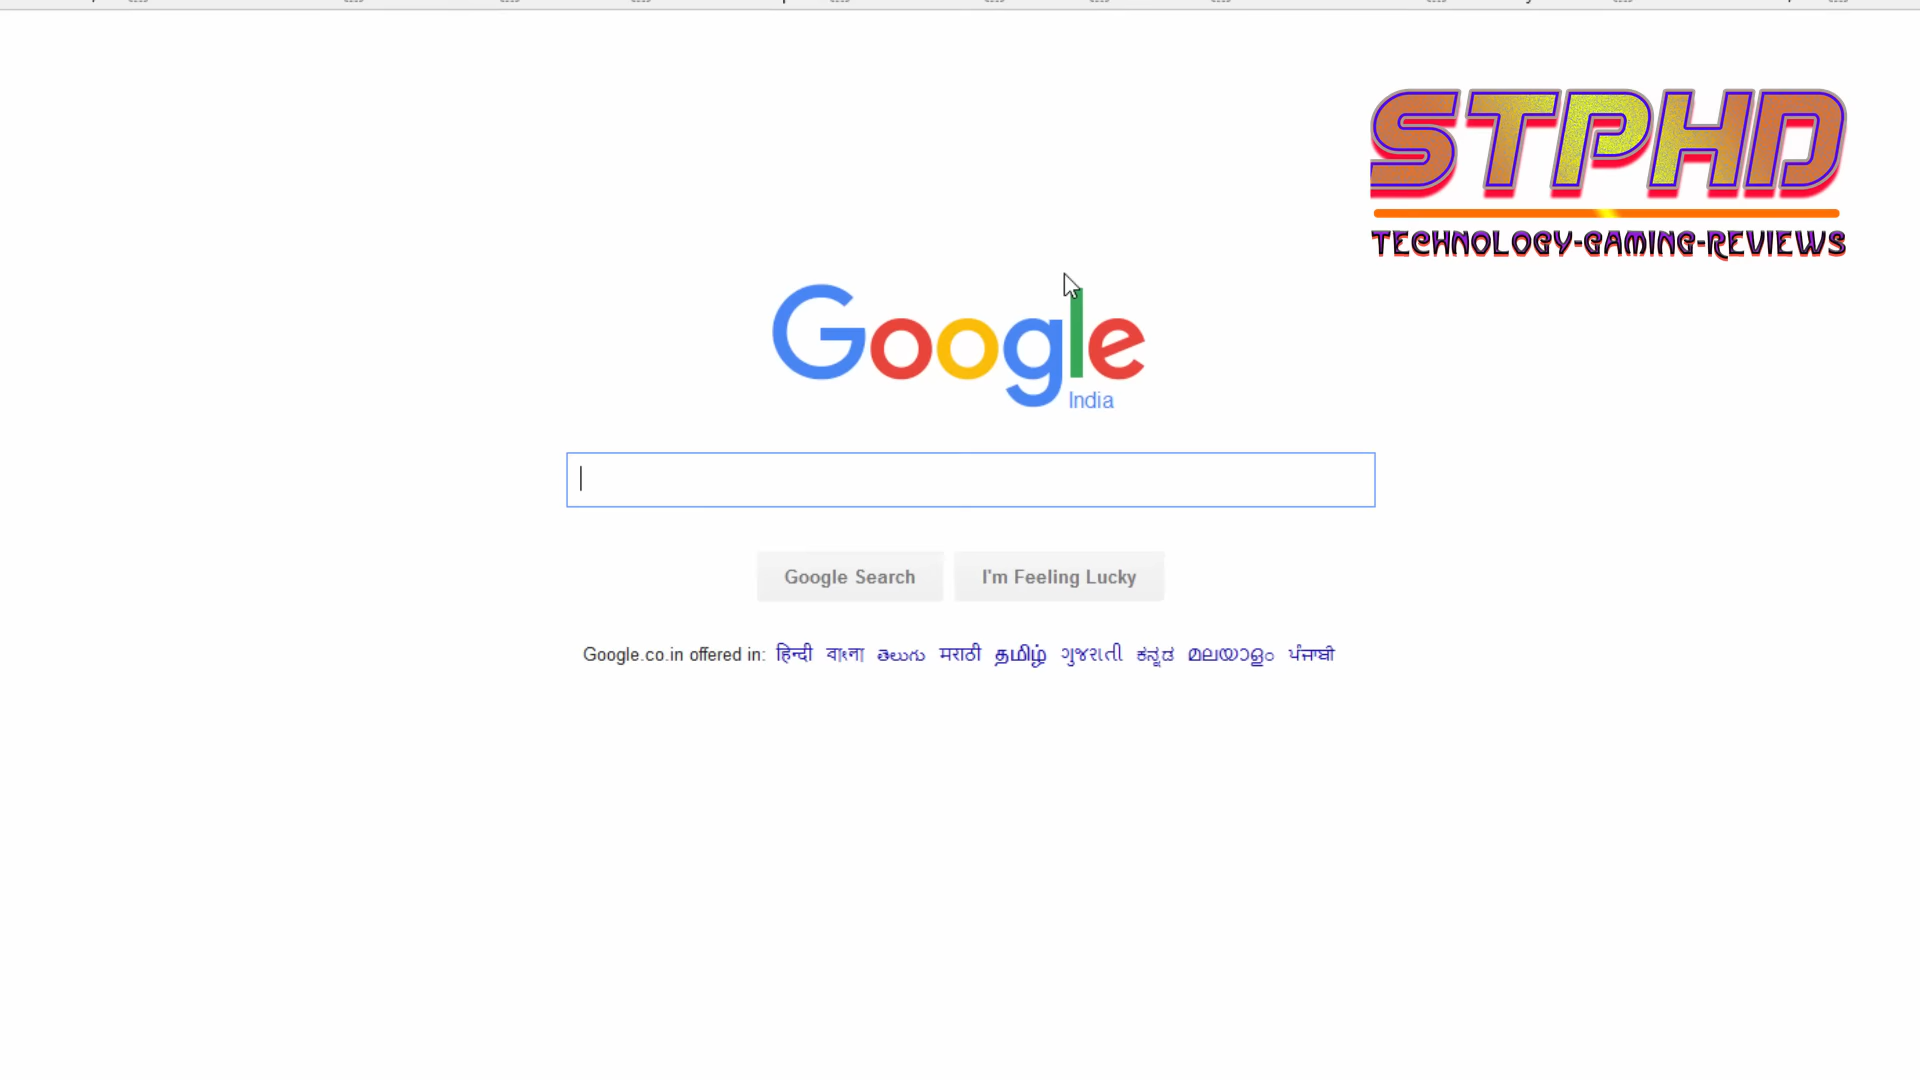 STPHD
TECHNOLOGY-GAMING-REVIEWS
Google
India
Google Search
I'm Feeling Lucky
Google.co.in offered in: हिन्दी বাংলা తెలుగు मराठी தமிழ் ગુજરાતી ಕನ್ನಡ മലയാളം ਪੰਜਾਬੀ